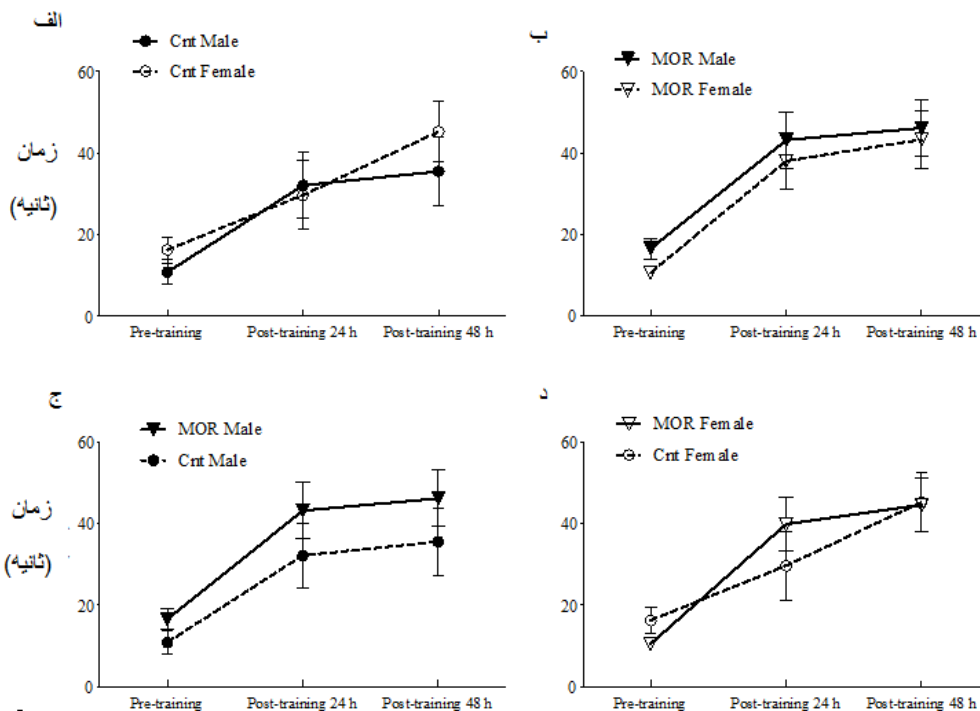 الف
Cnt Male
Cnt Female
60
40
20
0
زمان
(ثانیه)
Pre-training Post-training 24 h Post-training 48 h
ب
MOR Male
MOR Female
60
40
20
0
Pre-training Post-training 24 h Post-training 48 h
ج
MOR Male
Cnt Male
60
40
20
0
زمان
(ثانیه)
Pre-training Post-training 24 h Post-training 48 h
د
MOR Female
Cnt Female
60
40
20
0
Pre-training Post-training 24 h Post-training 48 h